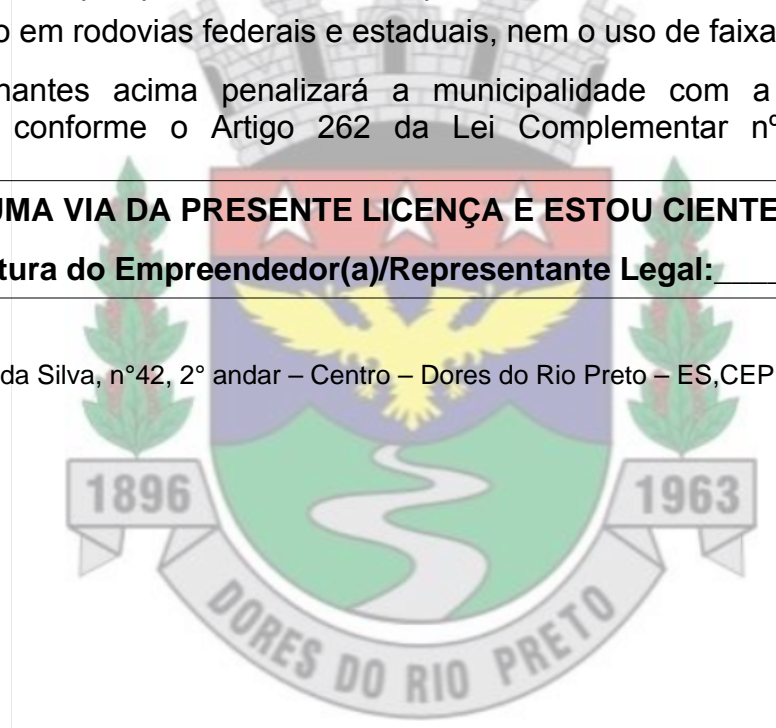 o em rodovias federais e estaduais, nem o uso de faixa
nantes acima penalizará a municipalidade com a
conforme o Artigo 262 da Lei Complementar nº
UMA VIA DA PRESENTE LICENÇA E ESTOU CIENTE
tura do Empreendedor(a)/Representante Legal:____
da Silva, n°42, 2° andar – Centro – Dores do Rio Preto – ES,CEP
1896
1963
DORES DO RIO PRETO